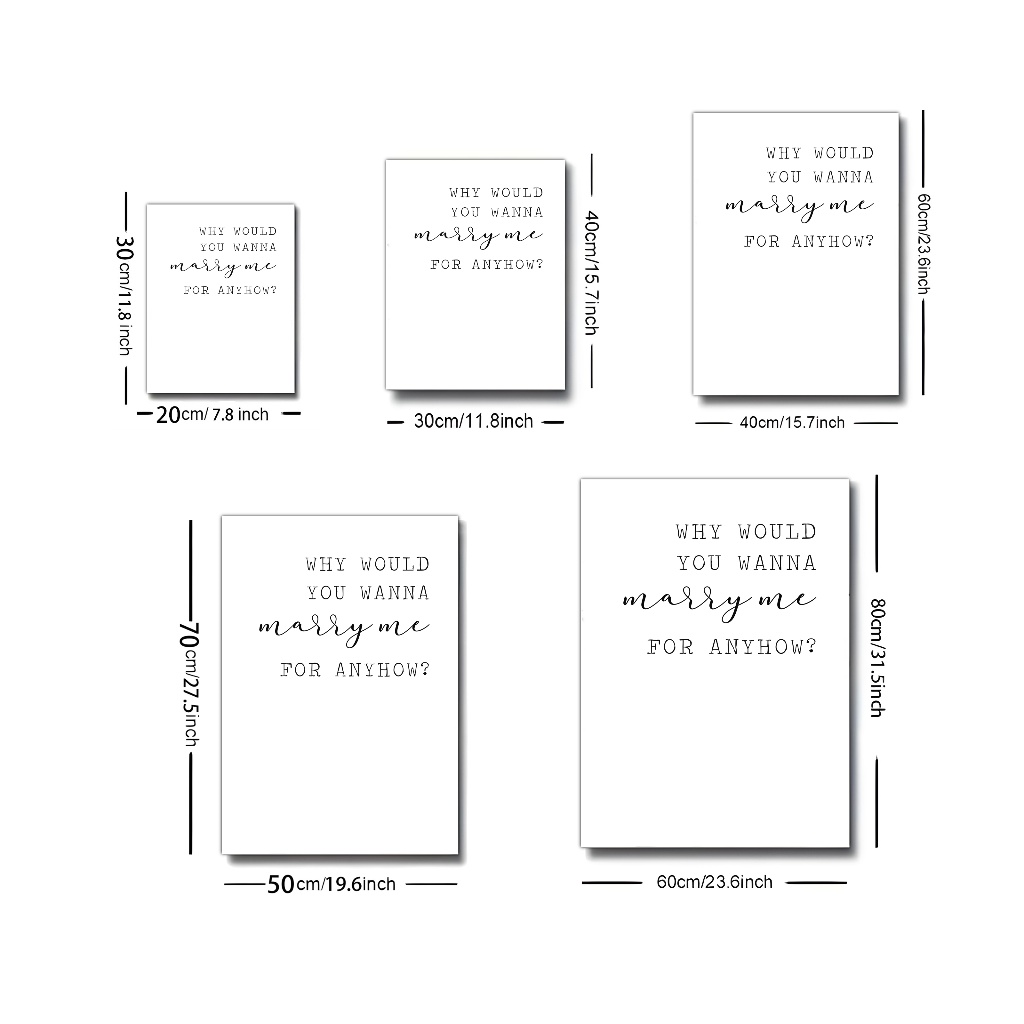 WHY WOULD
YOU WANNA
marry me
FOR ANYHOW?
30cm/11.8 inch
20cm/ 7.8 inch
WHY WOULD
YOU WANNA
marry me
FOR ANYHOW?
40cm/15.7inch
30cm/11.8inch
WHY WOULD
YOU WANNA
marry me
FOR ANYHOW?
60cm/23.6inch
40cm/15.7inch
WHY WOULD
YOU WANNA
marry me
FOR ANYHOW?
70cm/27.5inch
50cm/19.6inch
WHY WOULD
YOU WANNA
marry me
FOR ANYHOW?
80cm/31.5inch
60cm/23.6inch